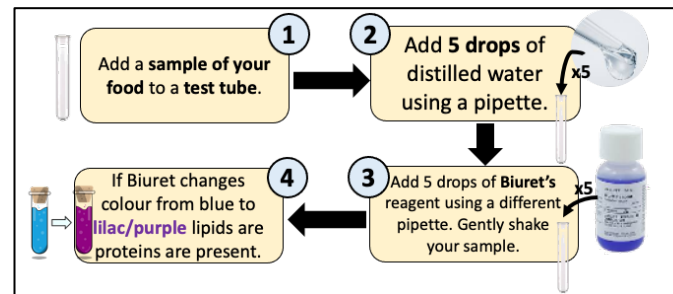 1
Add a sample of your
food to a test tube.
2
Add 5 drops of
distilled water
using a pipette.
x5
3
Add 5 drops of Biuret's
reagent using a different
pipette. Gently shake
your sample.
x5
4
If Biuret changes
colour from blue to
lilac/purple lipids are
proteins are present.